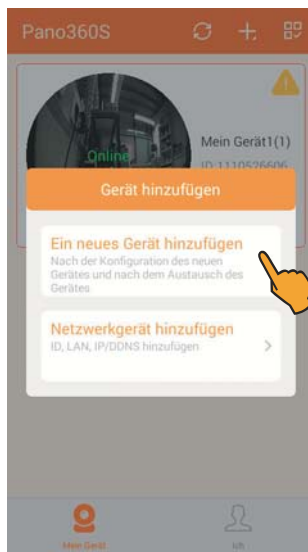 Pano360S
Mein Gerät1(1)
Online
ID:1110526606
Gerät hinzufügen
Ein neues Gerät hinzufügen
Nach der Konfiguration des neuen
Gerätes und nach dem Austausch des
Gerätes
Netzwerkgerät hinzufügen
ID, LAN, IP/DDNS hinzufügen
Mein Gerät